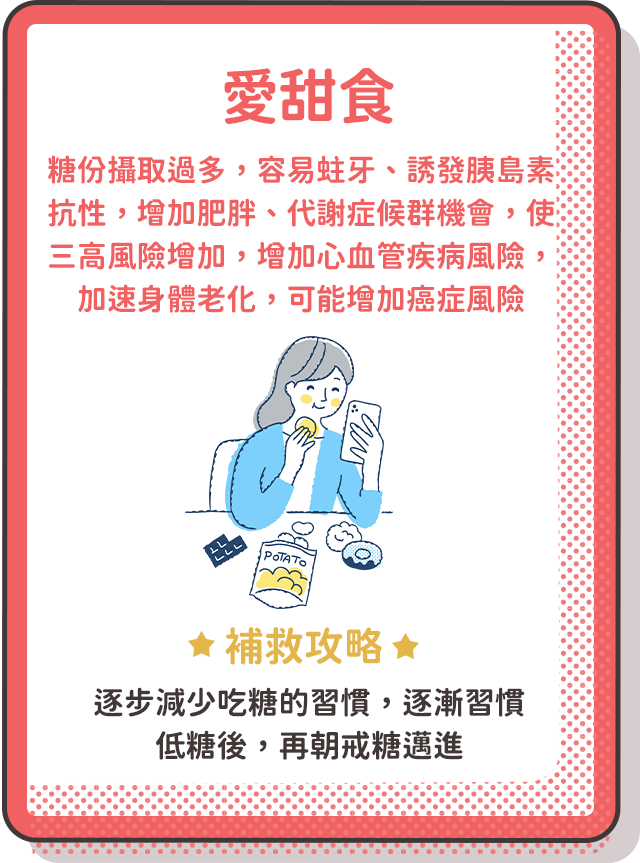 愛甜食
糖份攝取過多，容易蛀牙、誘發胰島素
抗性，增加肥胖、代謝症候群機會，使
三高風險增加，增加心血管疾病風險，
加速身體老化，可能增加癌症風險
POTATO
補救攻略
逐步減少吃糖的習慣，逐漸習慣
低糖後，再朝戒糖邁進